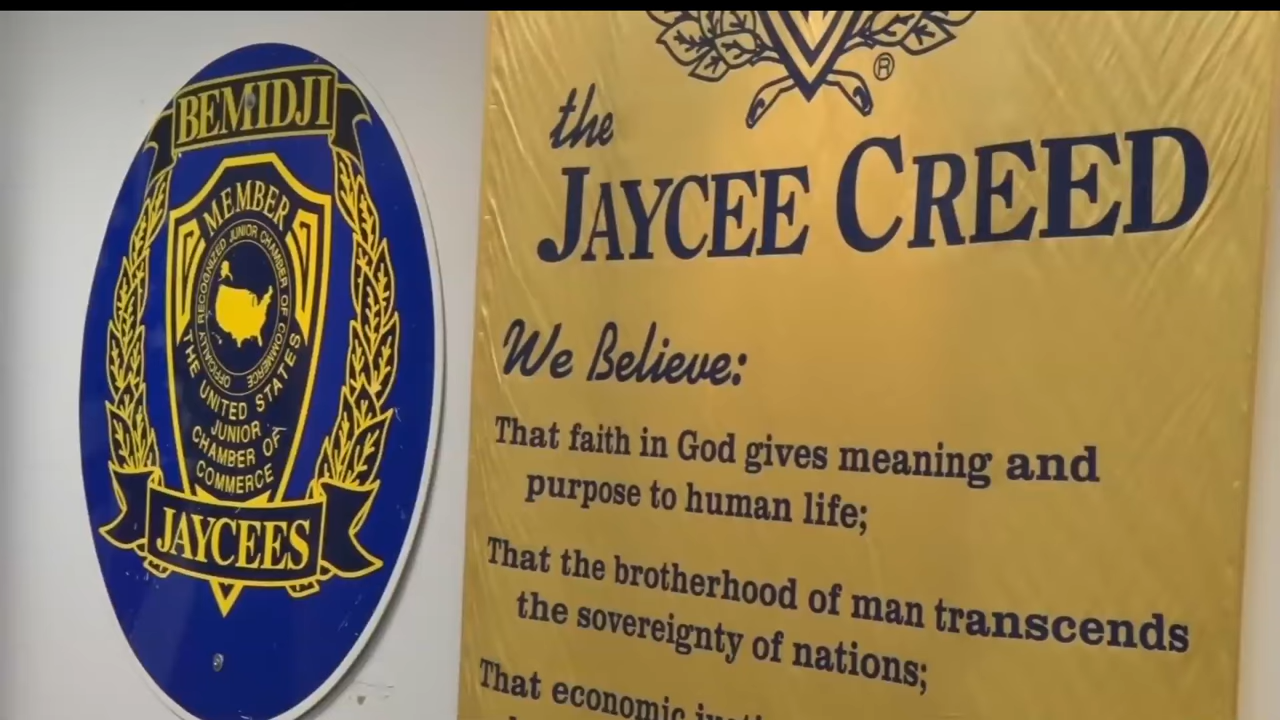 BEMIDJI
MEMBER
OFFICIALLY RECOGNIZED JUNIOR CHAMBER OF COMMERCE
THE UNITED STATES
JUNIOR
CHAMBER OF
COMMERCE
JAYCEES
®
the
JAYCEE CREED
We Believe:
That faith in God gives meaning and
purpose to human life;
That the brotherhood of man transcends
the sovereignty of nations;
That economic